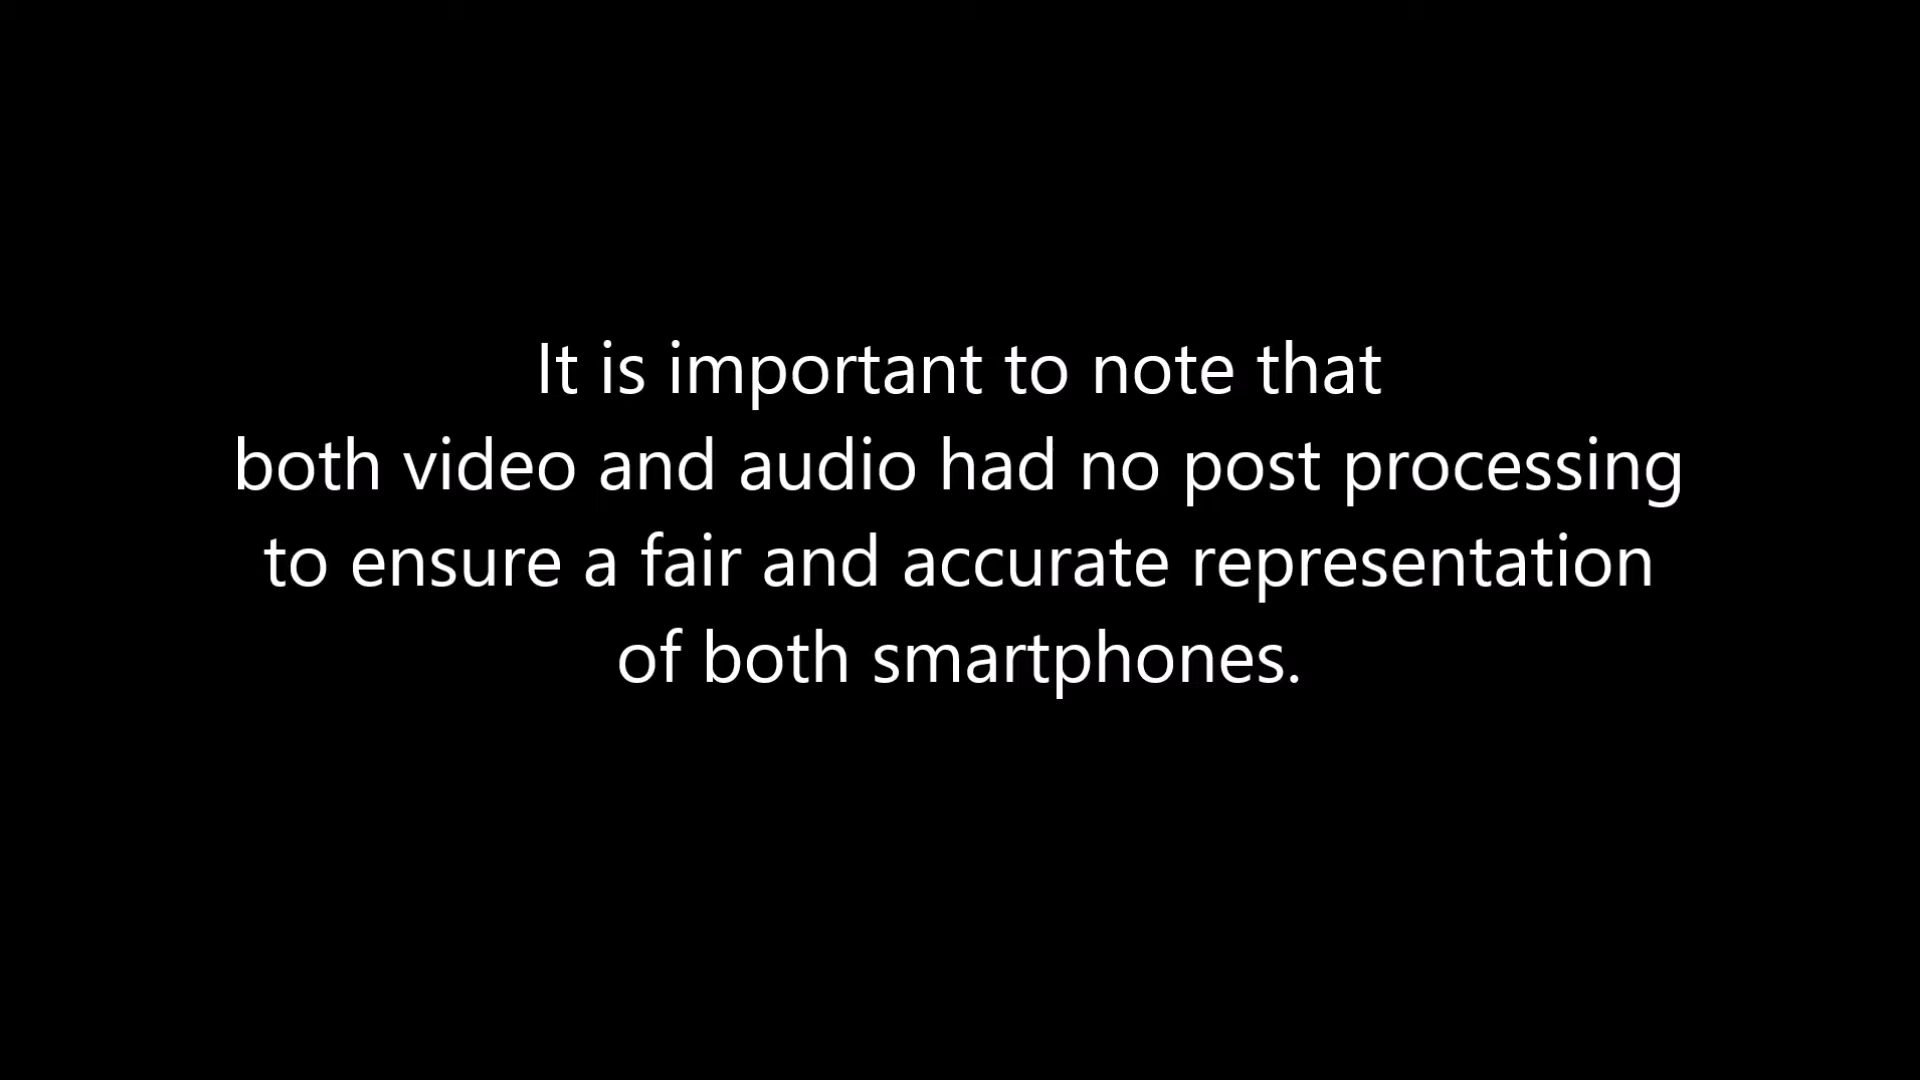 It is important to note that
both video and audio had no post processing
to ensure a fair and accurate representation
of both smartphones.